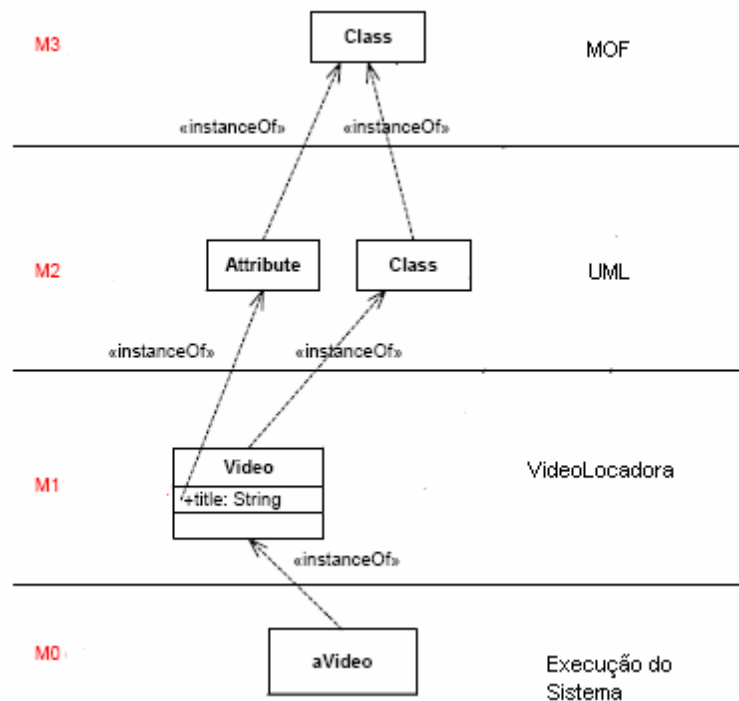 M3
Class
MOF
«instanceOf»
«instanceOf»
M2
Attribute
Class
UML
«instanceOf»
«instanceOf»
M1
Video
+title: String
VideoLocadora
«instanceOf»
M0
aVideo
Execução do
Sistema